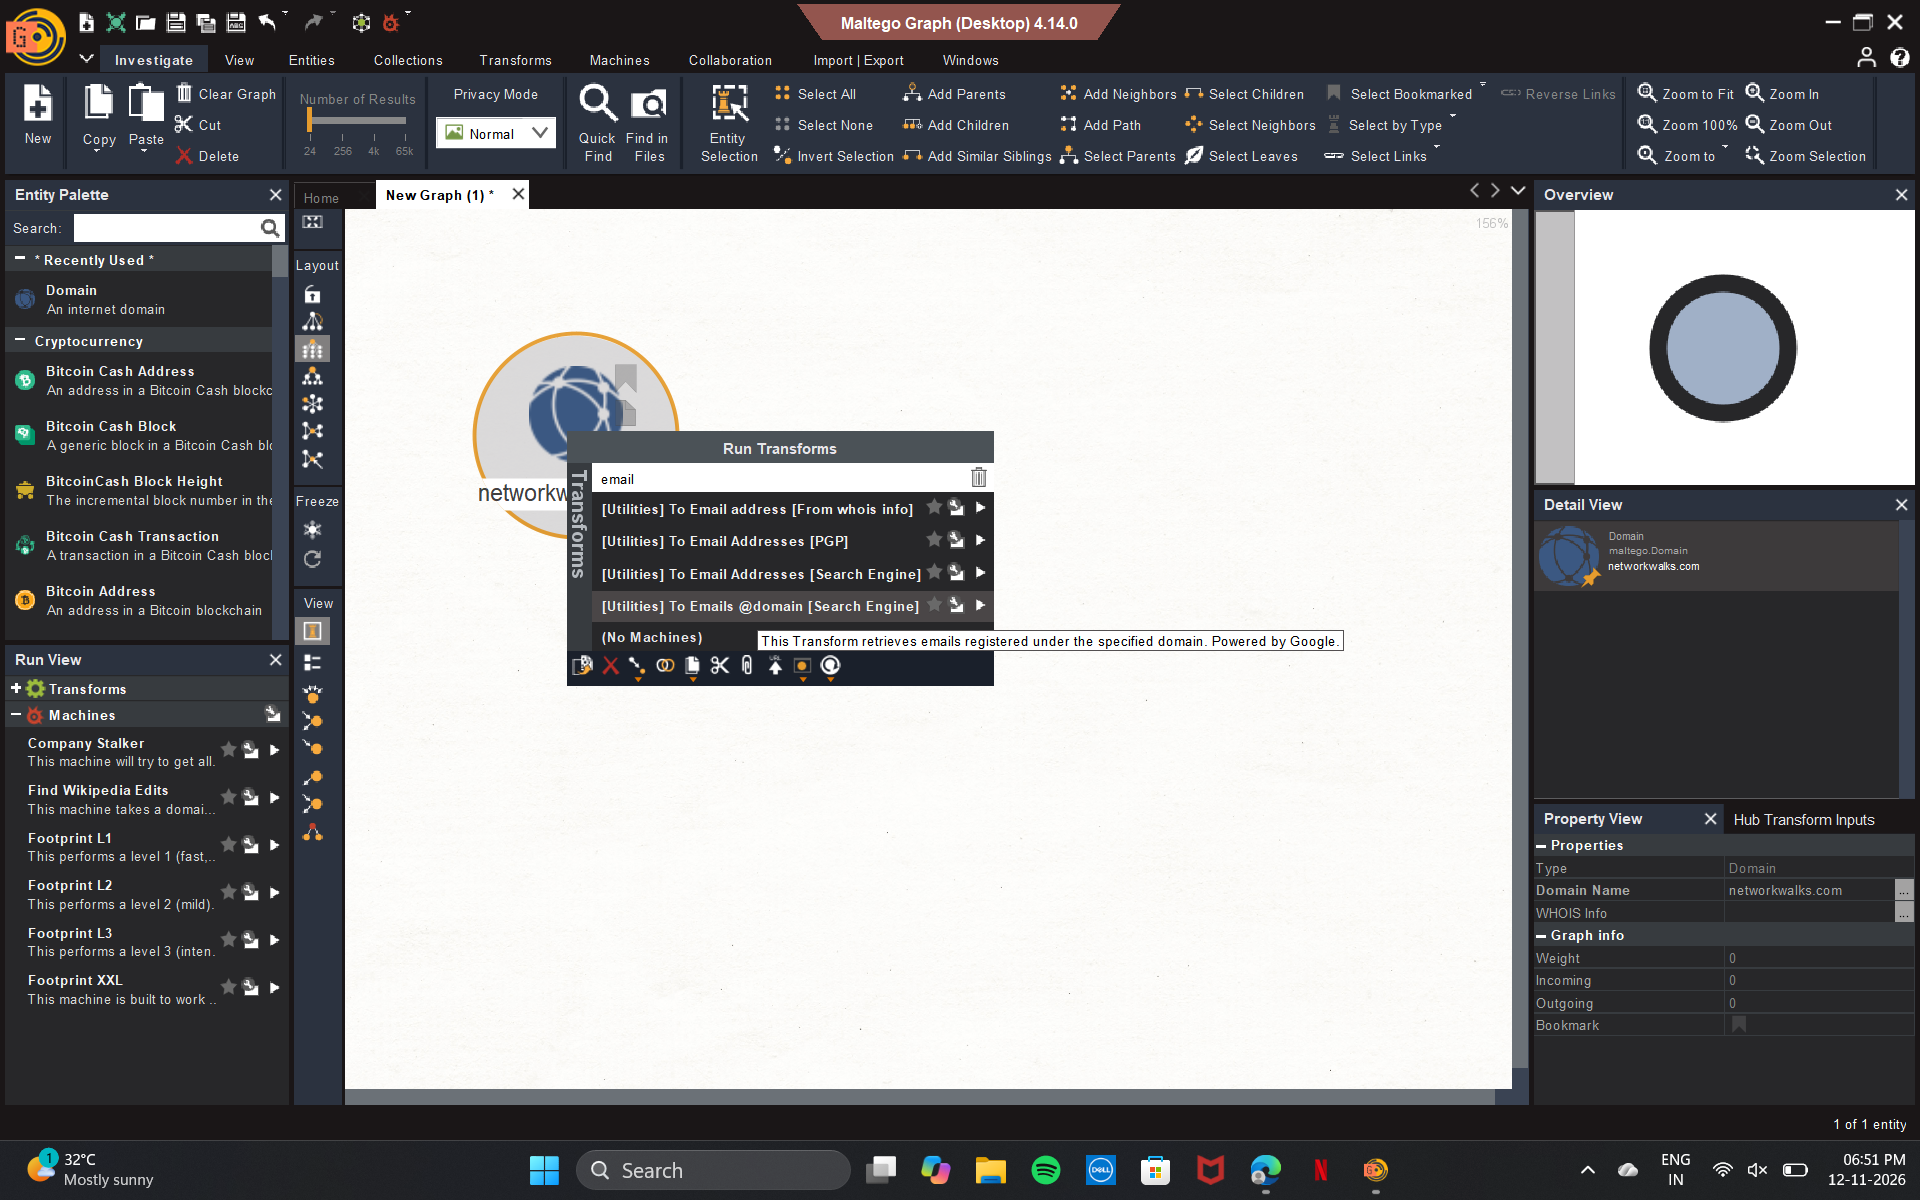 Maltego Graph (Desktop) 4.14.0
Investigate View Entities Collections Transforms Machines Collaboration Import | Export Windows
New
Copy
Paste
Clear Graph
Cut
Delete
Number of Results
24 256 4k 65k
Privacy Mode
Normal
Quick Find
Find in Files
Entity Selection
Select All
Select None
Invert Selection
Add Parents
Add Children
Add Similar Siblings
Add Neighbors
Add Path
Select Parents
Select Children
Select Neighbors
Select Leaves
Select Bookmarked
Select by Type
Select Links
Reverse Links
Zoom to Fit
Zoom 100%
Zoom to
Zoom In
Zoom Out
Zoom Selection
Entity Palette
Search:
* Recently Used *
Domain
An internet domain
Cryptocurrency
Bitcoin Cash Address
An address in a Bitcoin Cash blockc
Bitcoin Cash Block
A generic block in a Bitcoin Cash blo
BitcoinCash Block Height
The incremental block number in the
Bitcoin Cash Transaction
A transaction in a Bitcoin Cash block
Bitcoin Address
An address in a Bitcoin blockchain
Run View
Transforms
Machines
Company Stalker
This machine will try to get all.
Find Wikipedia Edits
This machine takes a domai...
Footprint L1
This performs a level 1 (fast,..
Footprint L2
This performs a level 2 (mild).
Footprint L3
This performs a level 3 (inten.
Footprint XXL
This machine is built to work ..
Home
New Graph (1) *
Layout
Freeze
View
156%
networkw
Run Transforms
Transforms
email
[Utilities] To Email address [From whois info]
[Utilities] To Email Addresses [PGP]
[Utilities] To Email Addresses [Search Engine]
[Utilities] To Emails @domain [Search Engine]
(No Machines)
This Transform retrieves emails registered under the specified domain. Powered by Google.
Overview
Detail View
Domain
maltego.Domain
networkwalks.com
Property View
Hub Transform Inputs
Properties
Type Domain
Domain Name networkwalks.com ...
WHOIS Info ...
Graph info
Weight 0
Incoming 0
Outgoing 0
Bookmark
1 of 1 entity
1
32°C
Mostly sunny
Search
DELL
N
ENG
IN
06:51 PM
12-11-2026